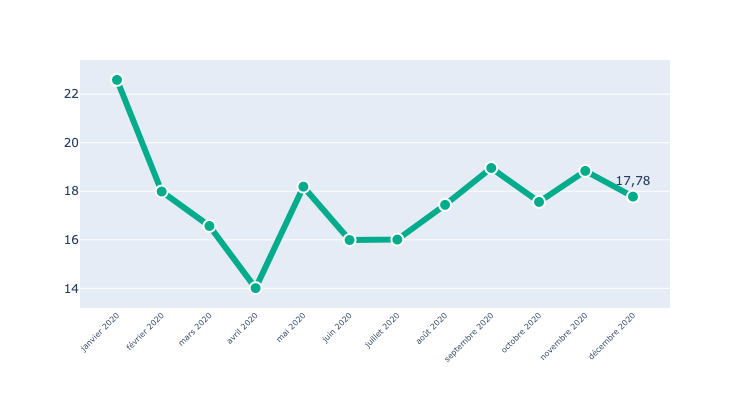 22
20
18
16
14
17,78
janvier 2020
février 2020
mars 2020
avril 2020
mai 2020
juin 2020
juillet 2020
août 2020
septembre 2020
octobre 2020
novembre 2020
décembre 2020